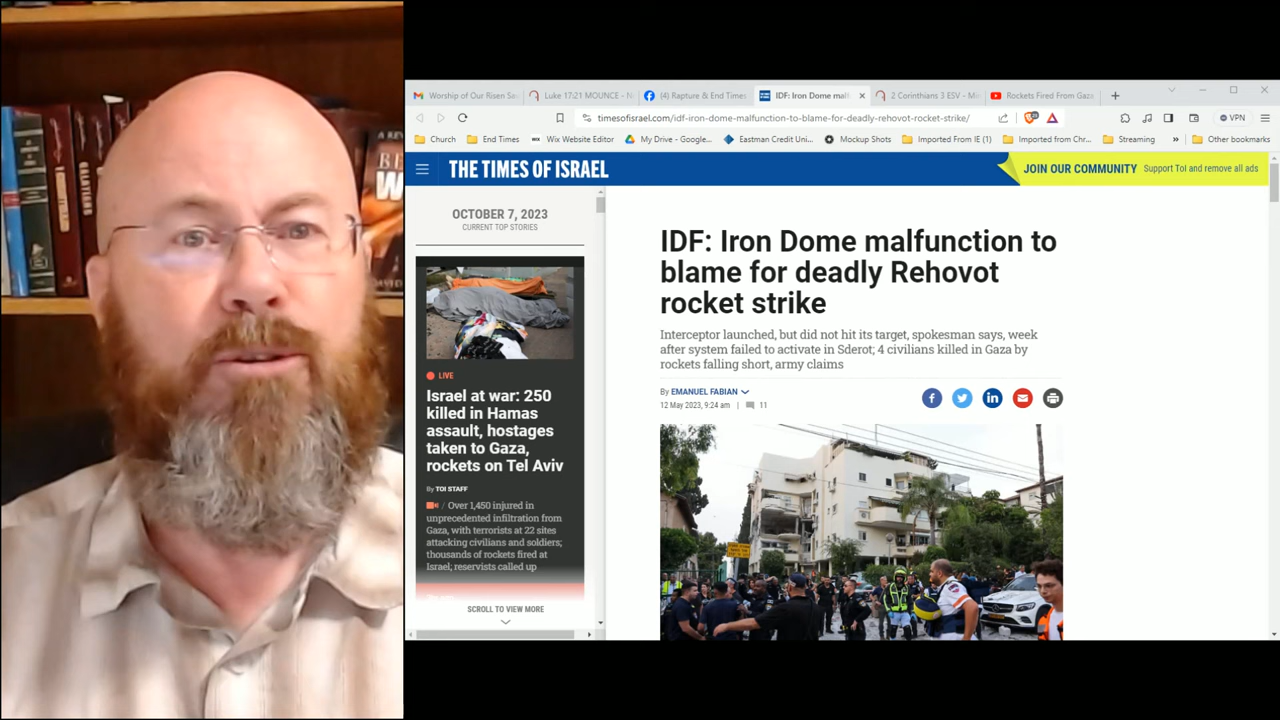 Worship of Our Risen Sa
Luke 17:21 MOUNCE - N
(4) Rapture & End Times
IDF: Iron Dome malf
2 Corinthians 3 ESV - Mi
Rockets Fired From Gaza
timesofisrael.com/idf-iron-dome-malfunction-to-blame-for-deadly-rehovot-rocket-strike/
VPN
Church
End Times
Wix Website Editor
My Drive - Google...
Eastman Credit Uni...
Mockup Shots
Imported From IE (1)
Imported from Chr...
Streaming
Other bookmarks
THE TIMES OF ISRAEL
JOIN OUR COMMUNITY Support ToI and remove all ads
OCTOBER 7, 2023
CURRENT TOP STORIES
LIVE
Israel at war: 250
killed in Hamas
assault, hostages
taken to Gaza,
rockets on Tel Aviv
By TOI STAFF
/ Over 1,450 injured in
unprecedented infiltration from
Gaza, with terrorists at 22 sites
attacking civilians and soldiers;
thousands of rockets fired at
Israel; reservists called up
SCROLL TO VIEW MORE
IDF: Iron Dome malfunction to
blame for deadly Rehovot
rocket strike
Interceptor launched, but did not hit its target, spokesman says, week
after system failed to activate in Sderot; 4 civilians killed in Gaza by
rockets falling short, army claims
By EMANUEL FABIAN
12 May 2023, 9:24 am | 11